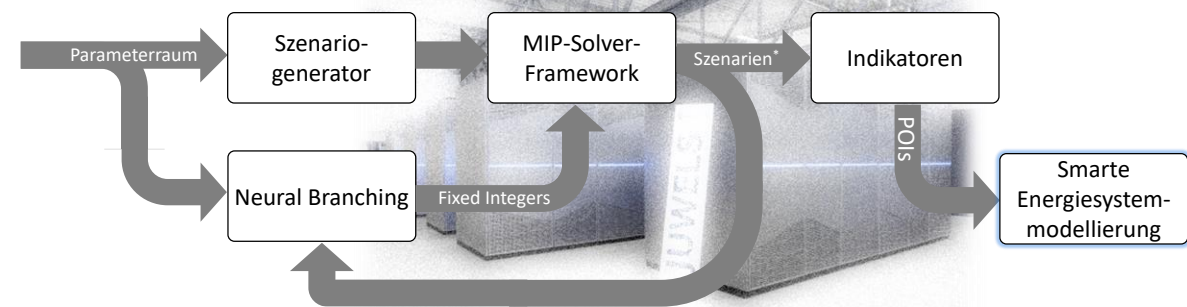 Parameterraum
Szenario-
generator
MIP-Solver-
Framework
Szenarien*
Indikatoren
POIs
Neural Branching
Fixed Integers
JUWELS
Smarte
Energiesystem-
modellierung